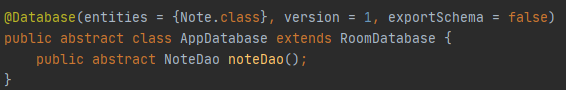 @Database(entities = {Note.class}, version = 1, exportSchema = false)
public abstract class AppDatabase extends RoomDatabase {
    public abstract NoteDao noteDao();
}